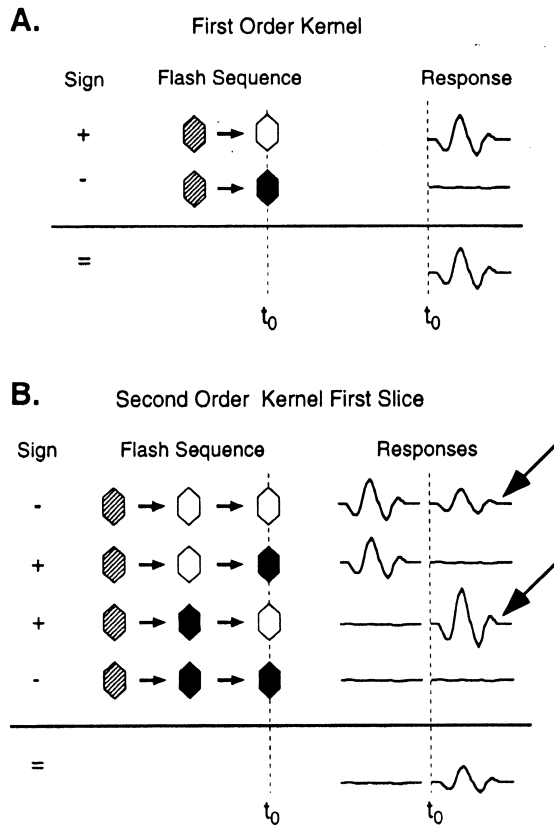 A.
First Order Kernel
Sign Flash Sequence Response
+
-
=
t0 t0
B.
Second Order Kernel First Slice
Sign Flash Sequence Responses
-
+
+
-
=
t0 t0